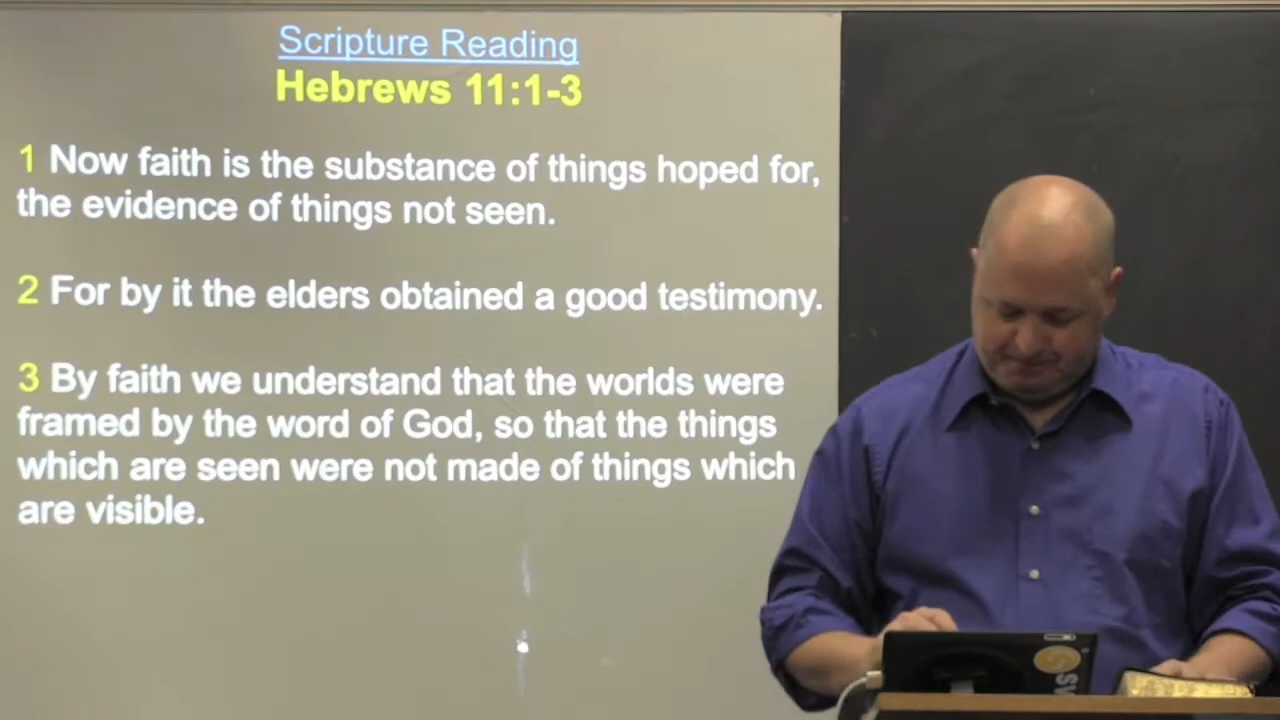 Scripture Reading
Hebrews 11:1-3
1 Now faith is the substance of things hoped for,
the evidence of things not seen.
2 For by it the elders obtained a good testimony.
3 By faith we understand that the worlds were
framed by the word of God, so that the things
which are seen were not made of things which
are visible.
SW